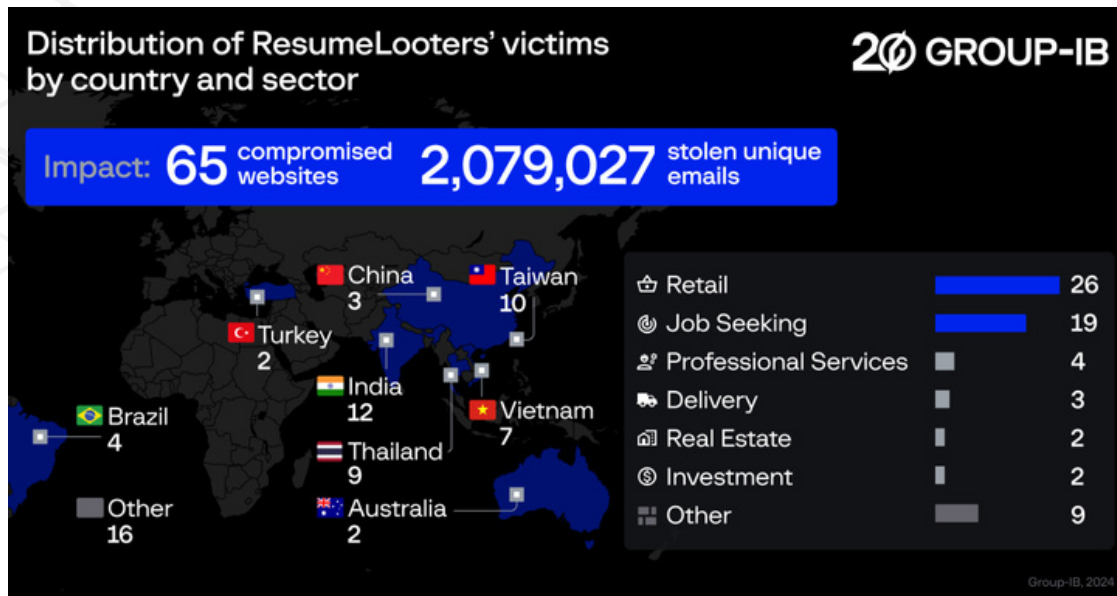 Distribution of ResumeLooters' victims
by country and sector
20 GROUP-IB
Impact: 65 compromised websites 2,079,027 stolen unique emails
China
3
Taiwan
10
Turkey
2
India
12
Brazil
4
Vietnam
7
Thailand
9
Other
16
Australia
2
Retail 26
Job Seeking 19
Professional Services 4
Delivery 3
Real Estate 2
Investment 2
Other 9
Group-IB, 2024